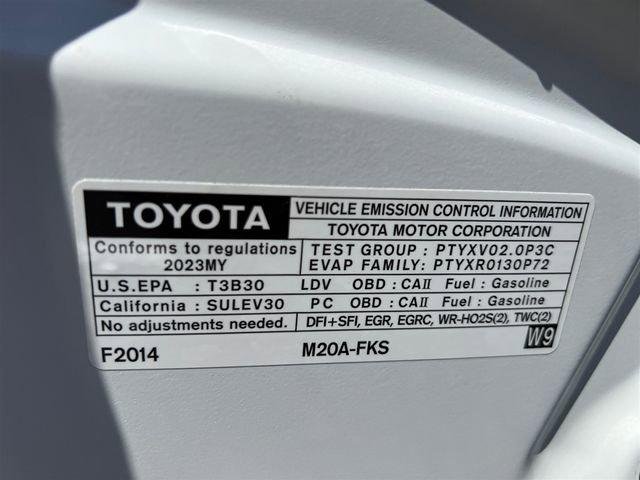 TOYOTA
VEHICLE EMISSION CONTROL INFORMATION
TOYOTA MOTOR CORPORATION
Conforms to regulations
2023MY
TEST GROUP : PTYXV02.0P3C
EVAP FAMILY: PTYXR0130P72
U.S.EPA : T3B30 LDV OBD : CAII Fuel : Gasoline
California : SULEV30 PC OBD : CAII Fuel : Gasoline
No adjustments needed. DFI+SFI, EGR, EGRC, WR-HO2S(2), TWC(2)
F2014 M20A-FKS W9